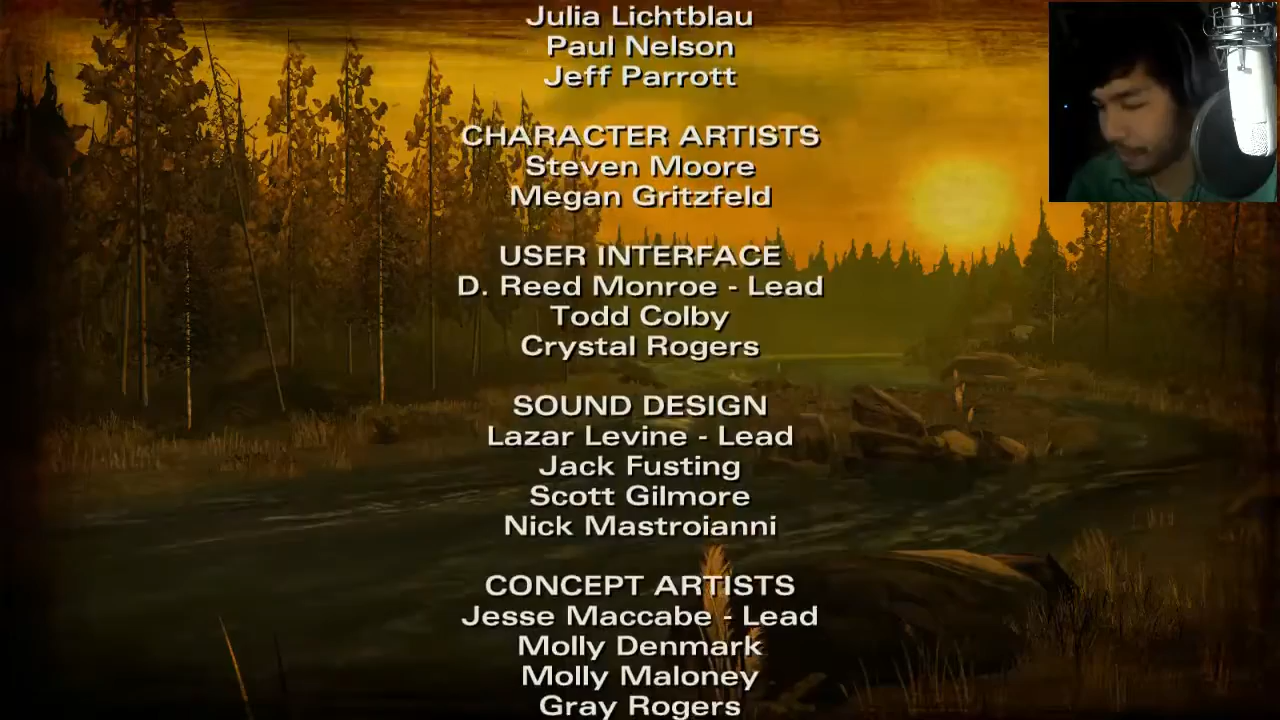 Julia Lichtblau
Paul Nelson
Jeff Parrott
CHARACTER ARTISTS
Steven Moore
Megan Gritzfeld
USER INTERFACE
D. Reed Monroe - Lead
Todd Colby
Crystal Rogers
SOUND DESIGN
Lazar Levine - Lead
Jack Fusting
Scott Gilmore
Nick Mastroianni
CONCEPT ARTISTS
Jesse Maccabe - Lead
Molly Denmark
Molly Maloney
Gray Rogers